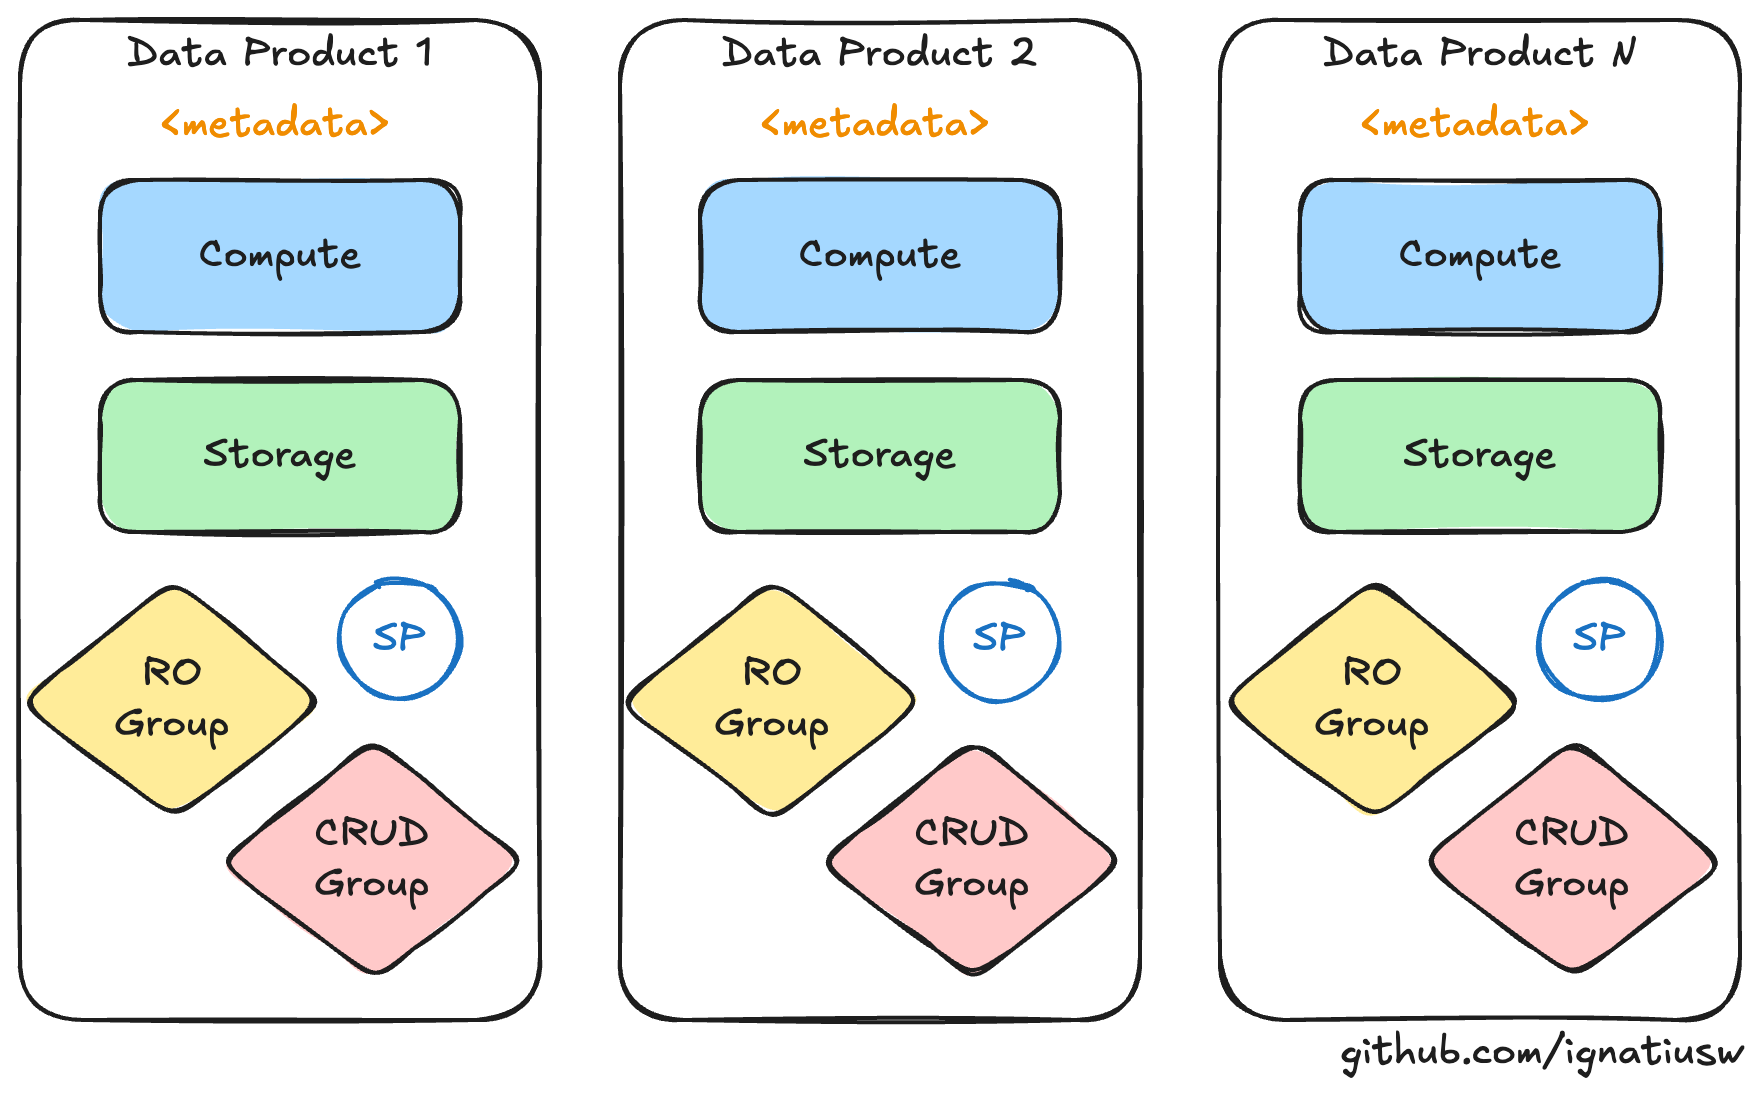 Data Product 1
<metadata>
Compute
Storage
SP
RO
Group
CRUD
Group
Data Product 2
<metadata>
Compute
Storage
SP
RO
Group
CRUD
Group
Data Product N
<metadata>
Compute
Storage
SP
RO
Group
CRUD
Group
github.com/ignatiusw